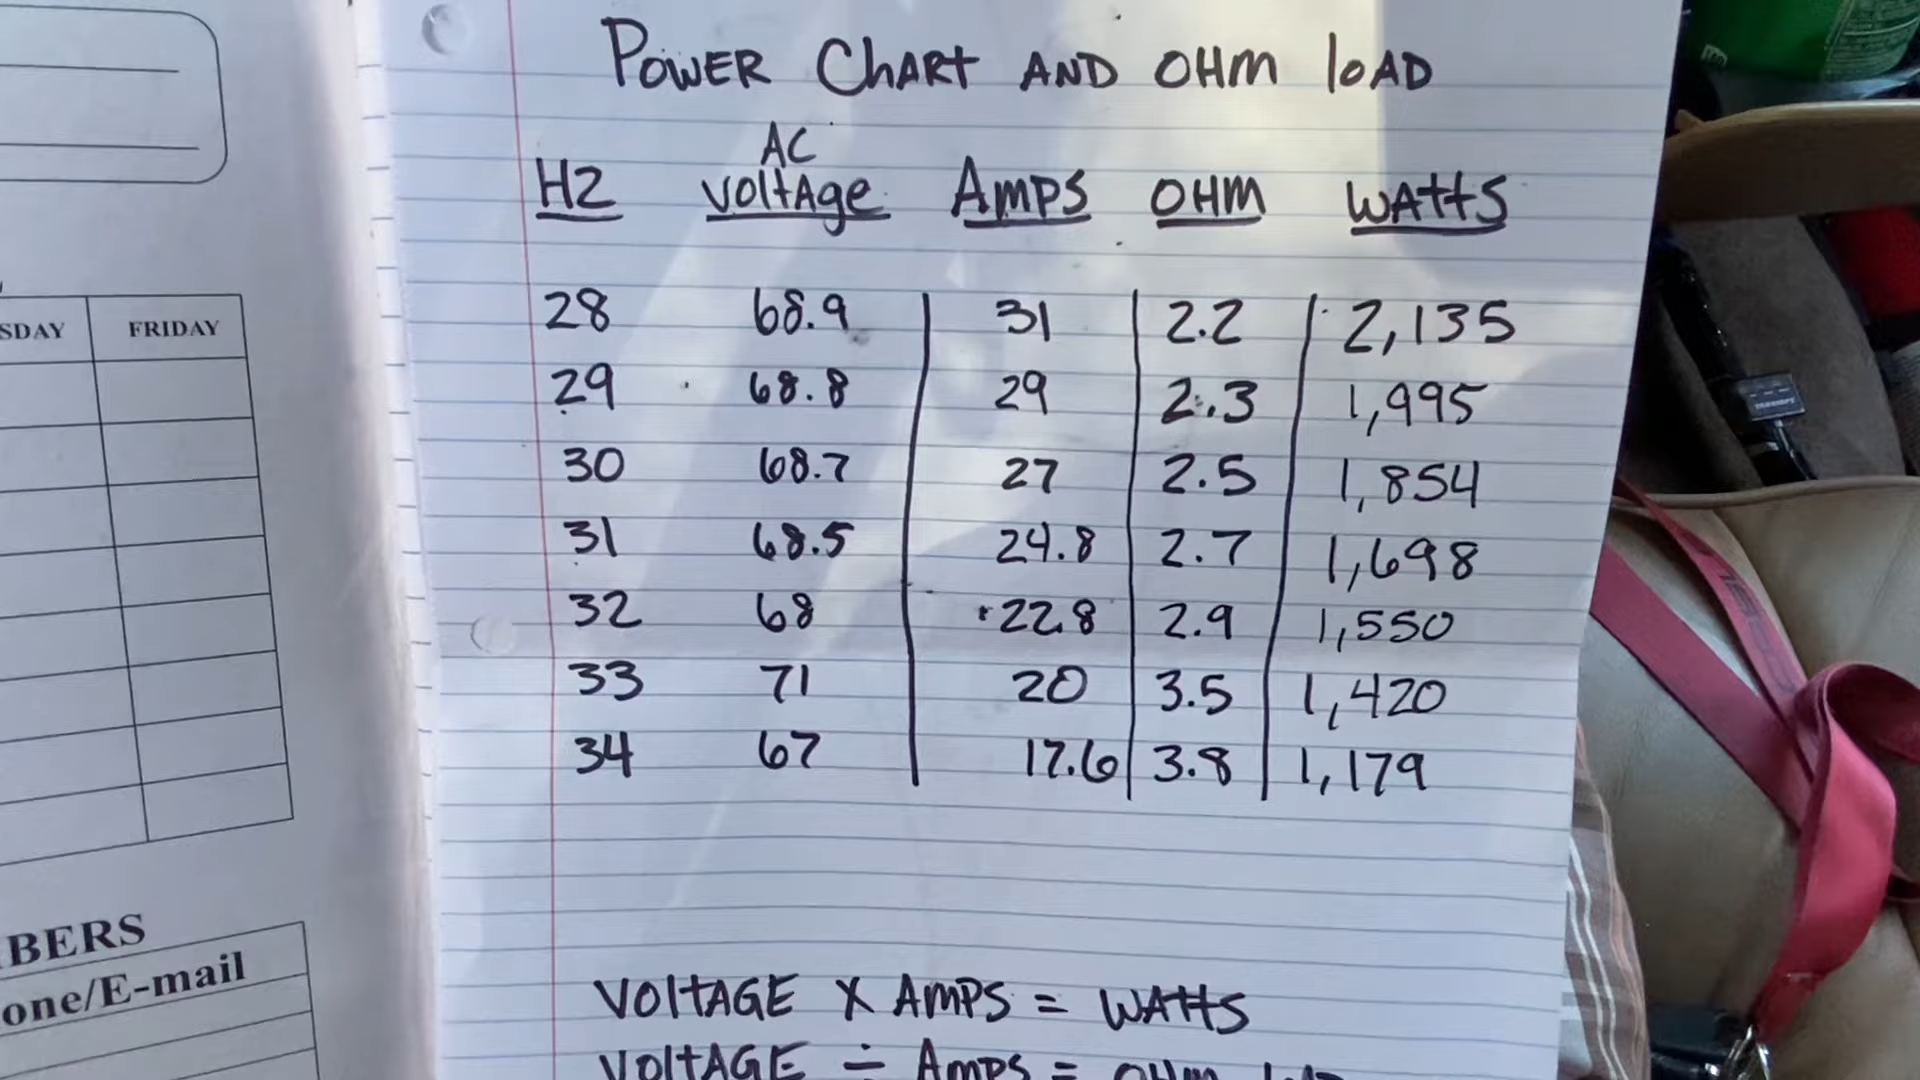 POWER ChART AND OHM lOAD
AC
HZ VOltAge AMPS OHM WAttS
28 68.9 31 2.2 2,135
29 68.8 29 2.3 1,995
30 68.7 27 2.5 1,854
31 68.5 24.8 2.7 1,698
32 68 22.8 2.9 1,550
33 71 20 3.5 1,420
34 67 17.6 3.8 1,179
VOltAGE X AMPS = WAttS
VOltAGE ÷ AMPS = OHM
SDAY FRIDAY
BERS
one/E-mail